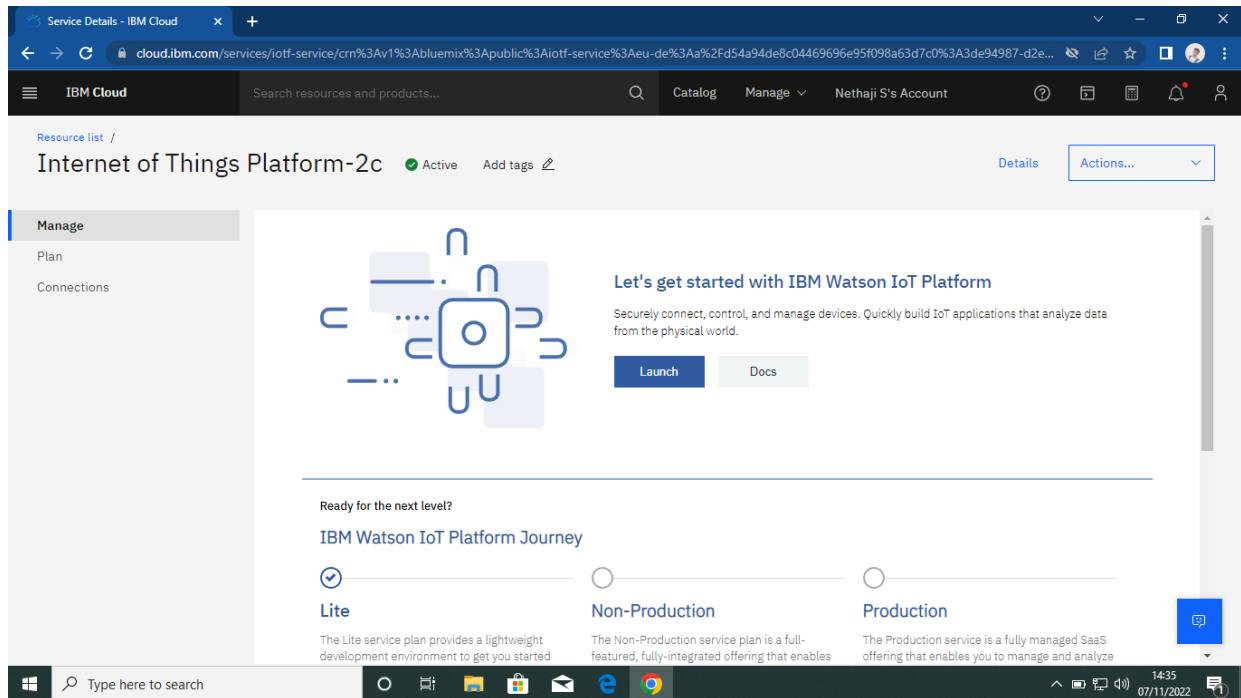 Service Details - IBM Cloud
cloud.ibm.com/services/iotf-service/crn%3Av1%3Abluemix%3Apublic%3Aiotf-service%3Aeu-de%3Aa%2Fd54a94de8c04469696e95f098a63d7c0%3A3de94987-d2e...
IBM Cloud
Search resources and products...
Catalog
Manage
Nethaji S's Account
Resource list /
Internet of Things Platform-2c
Active
Add tags
Details
Actions...
Manage
Plan
Connections
Let's get started with IBM Watson IoT Platform
Securely connect, control, and manage devices. Quickly build IoT applications that analyze data
from the physical world.
Launch
Docs
Ready for the next level?
IBM Watson IoT Platform Journey
Lite
The Lite service plan provides a lightweight
development environment to get you started
Non-Production
The Non-Production service plan is a full-
featured, fully-integrated offering that enables
Production
The Production service is a fully managed SaaS
offering that enables you to manage and analyze
Type here to search
14:35
07/11/2022
1